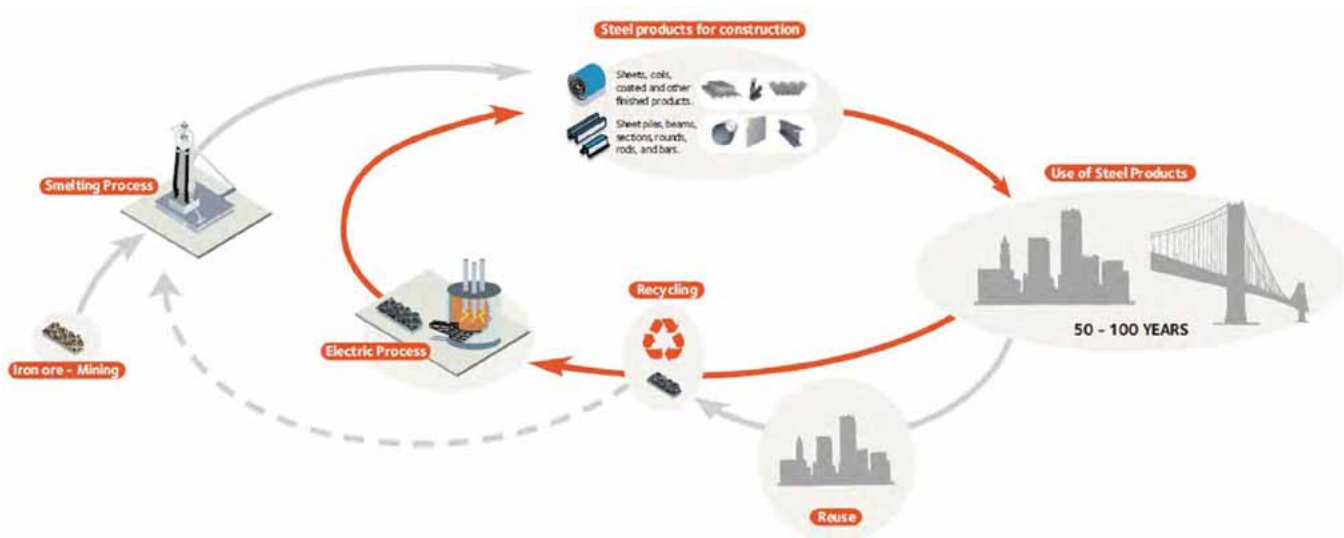 Steel products for construction
Sheets, coils,
coated and other
finished products.
Sheet piles, beams,
sections, rounds,
rods, and bars.
Smelting Process
Use of Steel Products
Recycling
50 – 100 YEARS
Electric Process
Iron ore – Mining
Reuse